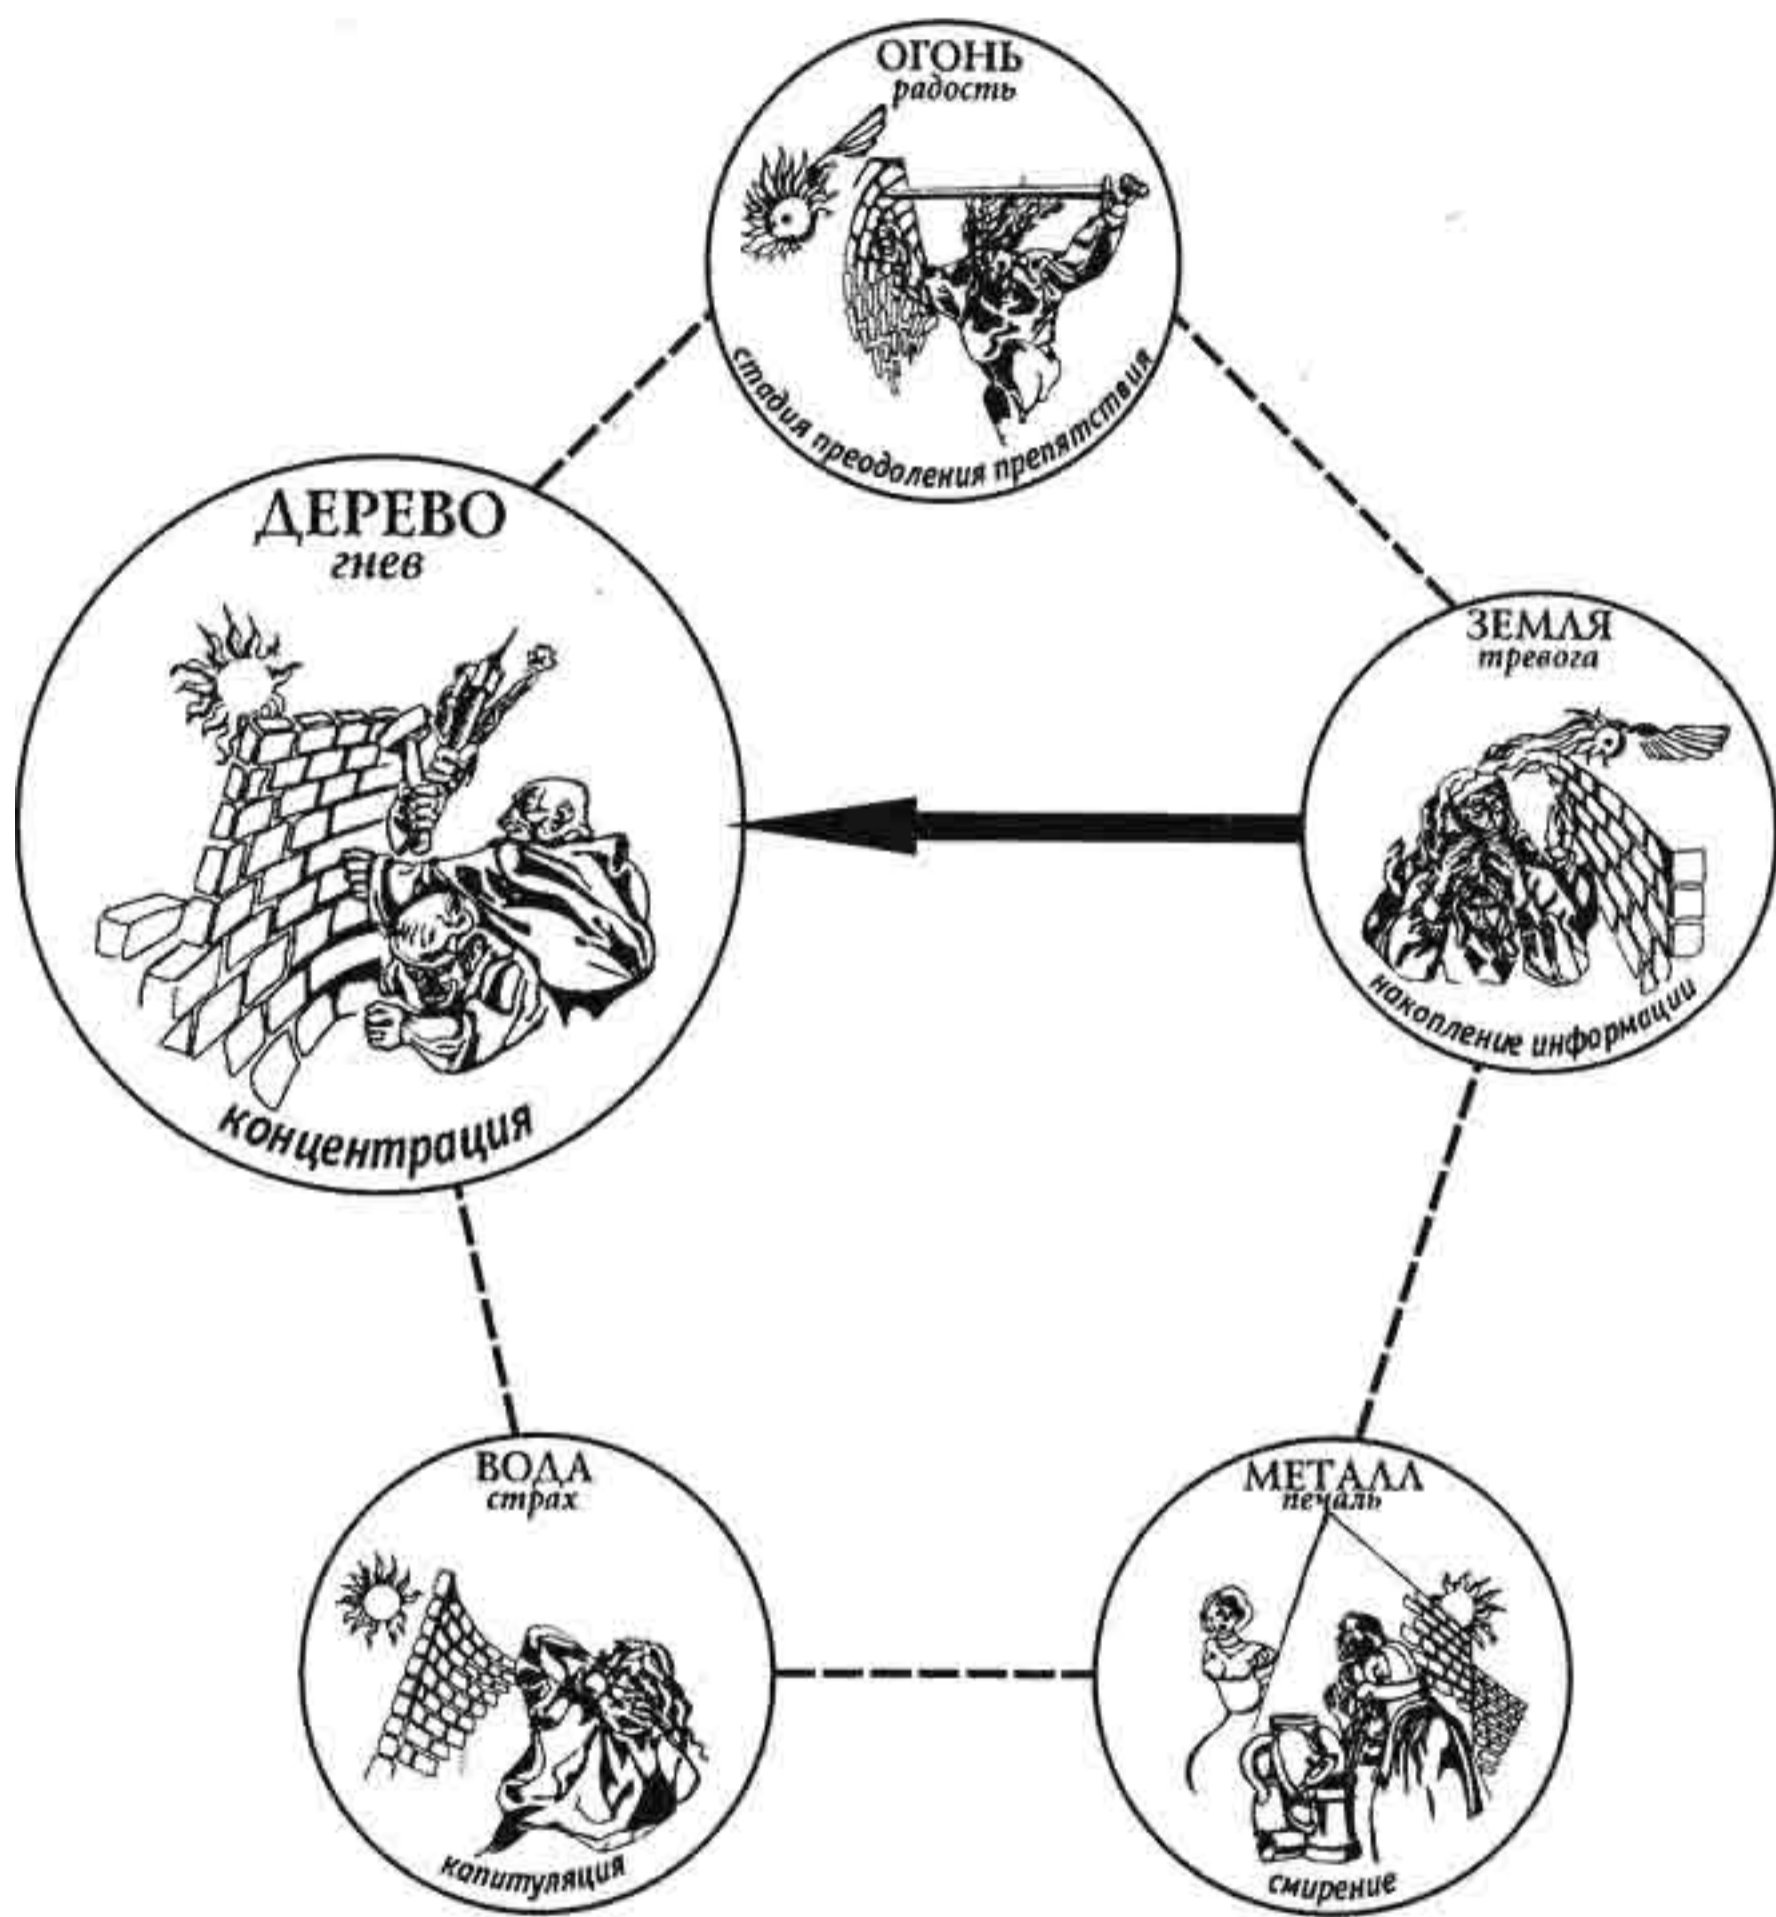 ОГОНЬ
радость
стадия преодоления препятствия
ДЕРЕВО
гнев
концентрация
ЗЕМЛЯ
тревога
накопление информации
ВОДА
страх
капитуляция
МЕТАЛЛ
печаль
смирение